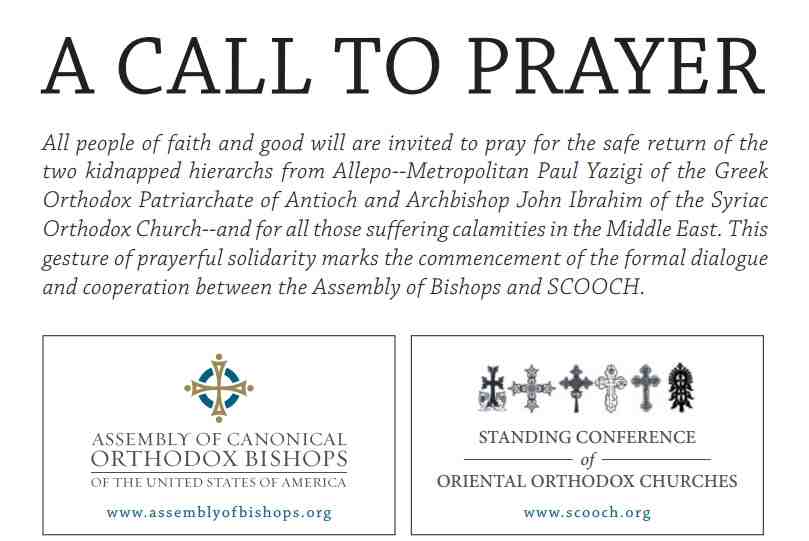 A CALL TO PRAYER
All people of faith and good will are invited to pray for the safe return of the
two kidnapped hierarchs from Allepo--Metropolitan Paul Yazigi of the Greek
Orthodox Patriarchate of Antioch and Archbishop John Ibrahim of the Syriac
Orthodox Church--and for all those suffering calamities in the Middle East. This
gesture of prayerful solidarity marks the commencement of the formal dialogue
and cooperation between the Assembly of Bishops and SCOOCH.
ASSEMBLY OF CANONICAL
ORTHODOX BISHOPS
OF THE UNITED STATES OF AMERICA
www.assemblyofbishops.org
STANDING CONFERENCE
of
ORIENTAL ORTHODOX CHURCHES
www.scooch.org